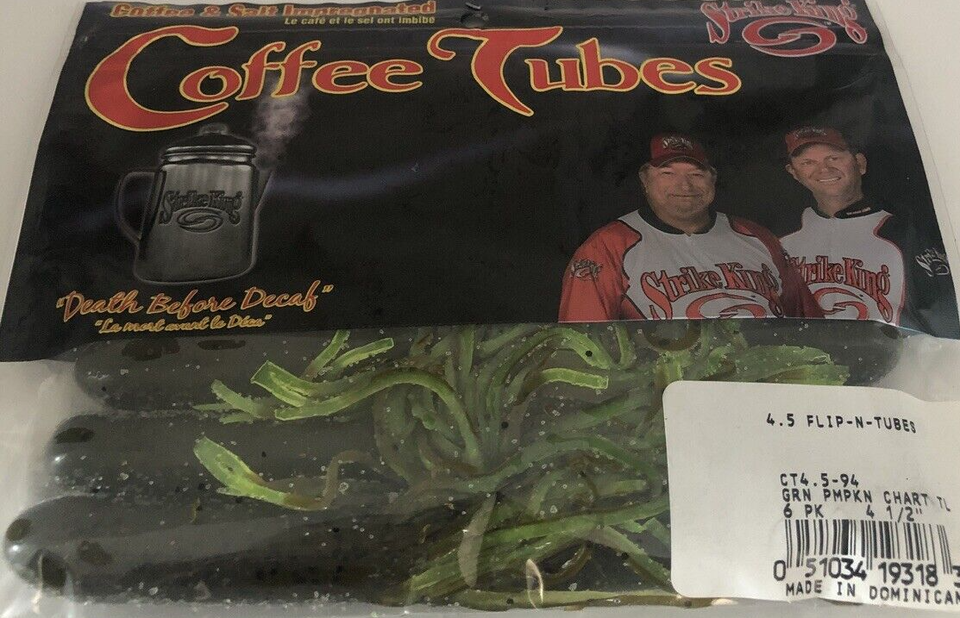 Coffee & Salt Impregnated
Le café et le sel ont imbibé
Strike King
Coffee Tubes
Strike King
Strike King
Strike King
"Death Before Decaf"
"La mort avant le Déca"
4.5 FLIP-N-TUBES
CT4.5-94
GRN PMPKN CHART TL
6 PK 4 1/2"
0 51034 19318 3
MADE IN DOMINICAN